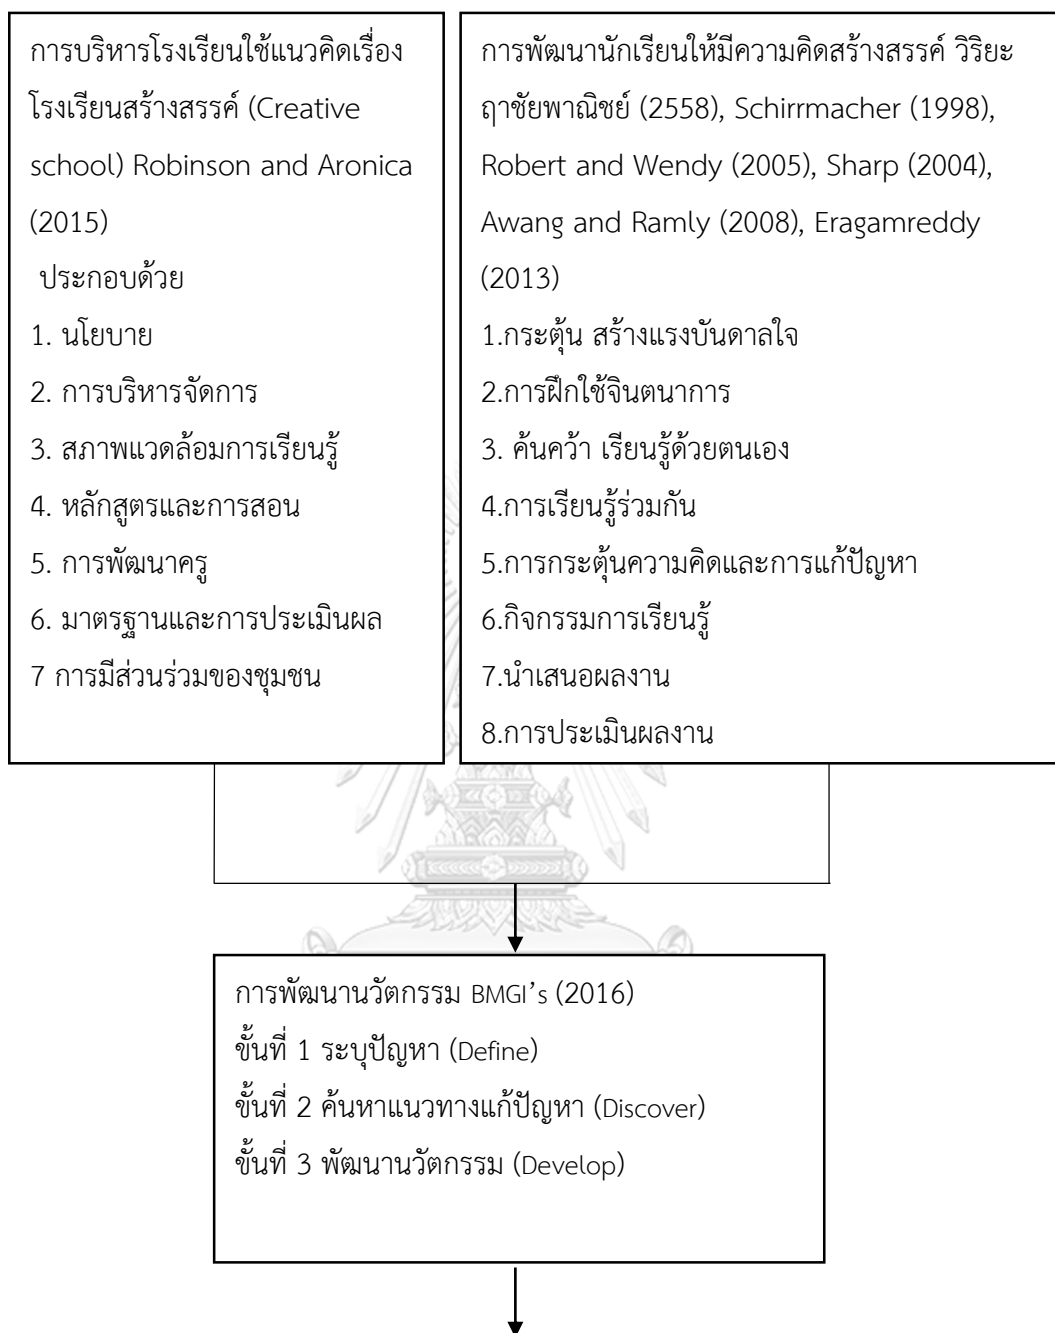 การบริหารโรงเรียนใช้แนวคิดเรื่อง
โรงเรียนสร้างสรรค์ (Creative
school) Robinson and Aronica
(2015)
ประกอบด้วย
1. นโยบาย
2. การบริหารจัดการ
3. สภาพแวดล้อมการเรียนรู้
4. หลักสูตรและการสอน
5. การพัฒนาครู
6. มาตรฐานและการประเมินผล
7 การมีส่วนร่วมของชุมชน
การพัฒนานักเรียนให้มีความคิดสร้างสรรค์ วิริยะ
ฤาชัยพาณิชย์ (2558), Schirrmacher (1998),
Robert and Wendy (2005), Sharp (2004),
Awang and Ramly (2008), Eragamreddy
(2013)
1.กระตุ้น สร้างแรงบันดาลใจ
2.การฝึกใช้จินตนาการ
3. ค้นคว้า เรียนรู้ด้วยตนเอง
4.การเรียนรู้ร่วมกัน
5.การกระตุ้นความคิดและการแก้ปัญหา
6.กิจกรรมการเรียนรู้
7.นำเสนอผลงาน
8.การประเมินผลงาน
การพัฒนานวัตกรรม BMGI’s (2016)
ขั้นที่ 1 ระบุปัญหา (Define)
ขั้นที่ 2 ค้นหาแนวทางแก้ปัญหา (Discover)
ขั้นที่ 3 พัฒนานวัตกรรม (Develop)